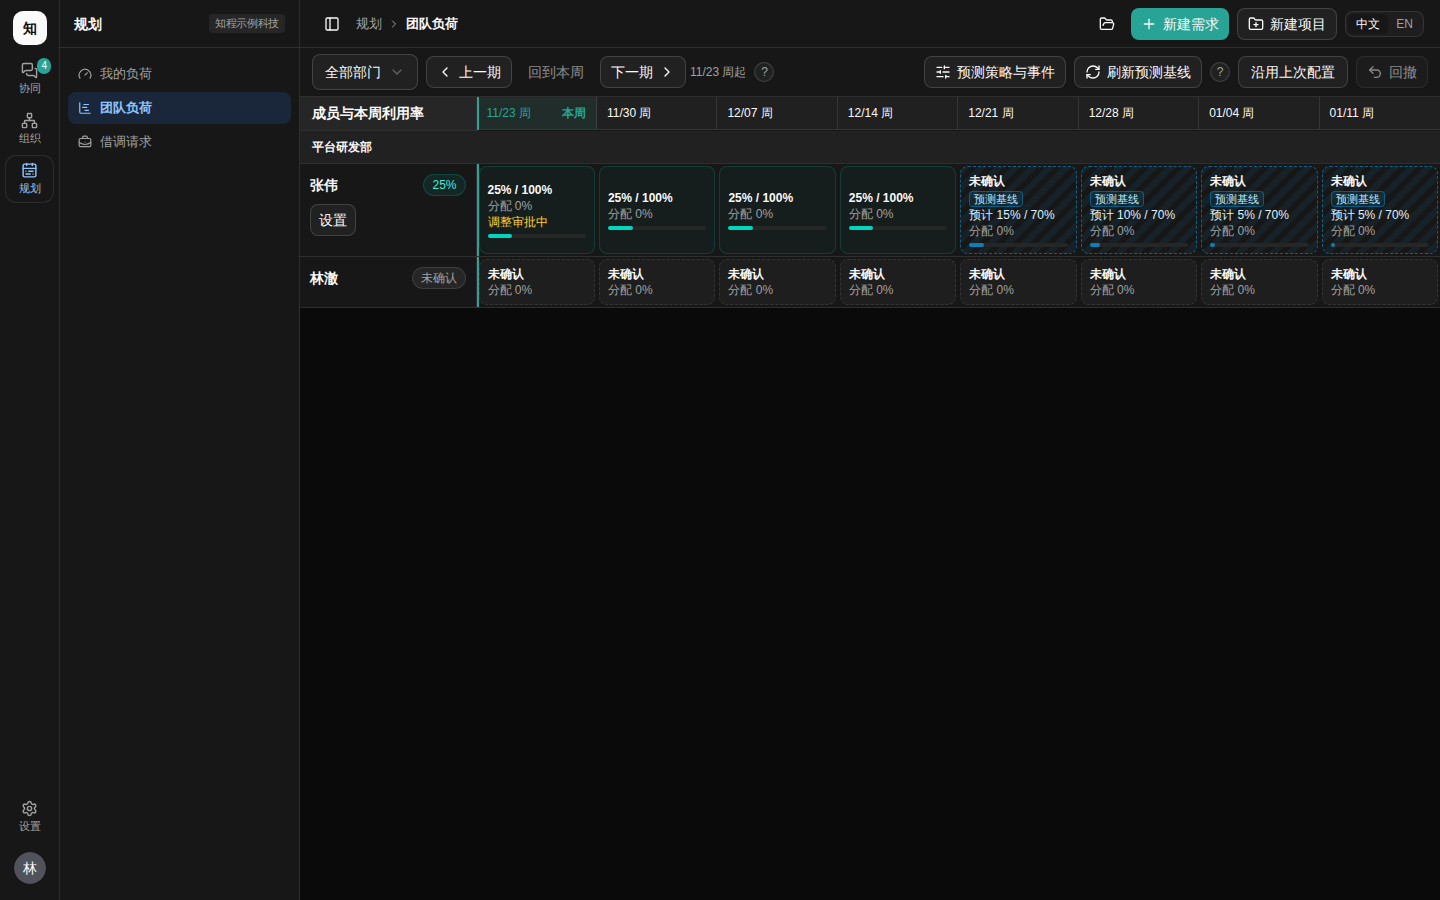 知
4
协同
组织
规划
设置
林
规划 知程示例科技
我的负荷
团队负荷
借调请求
规划 团队负荷
新建需求 新建项目 中文 EN
全部部门 上一期 回到本周 下一期 11/23 周起 ? 预测策略与事件 刷新预测基线 ? 沿用上次配置 回撤
成员与本周利用率 11/23 周 本周 11/30 周 12/07 周 12/14 周 12/21 周 12/28 周 01/04 周 01/11 周
平台研发部
张伟 25%
设置
25% / 100%
分配 0%
调整审批中
25% / 100%
分配 0%
25% / 100%
分配 0%
25% / 100%
分配 0%
未确认
预测基线
预计 15% / 70%
分配 0%
未确认
预测基线
预计 10% / 70%
分配 0%
未确认
预测基线
预计 5% / 70%
分配 0%
未确认
预测基线
预计 5% / 70%
分配 0%
林澈 未确认
未确认 未确认 未确认 未确认 未确认 未确认 未确认 未确认
分配 0% 分配 0% 分配 0% 分配 0% 分配 0% 分配 0% 分配 0% 分配 0%